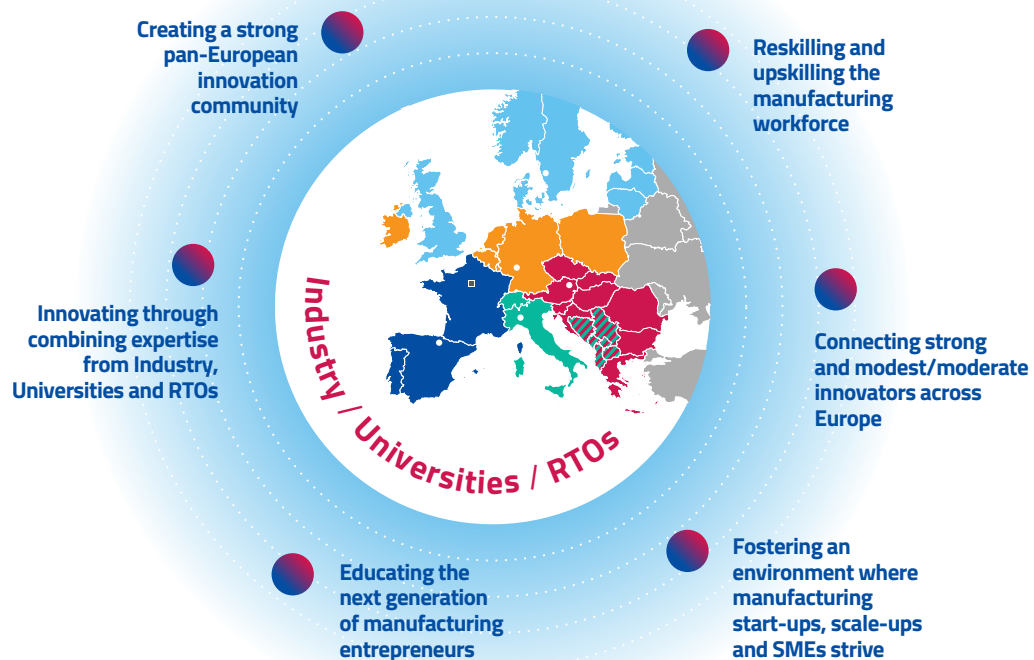 Creating a strong
pan-European
innovation
community
Reskilling and
upskilling the
manufacturing
workforce
Innovating through
combining expertise
from Industry,
Universities and RTOs
Connecting strong
and modest/moderate
innovators across
Europe
Industry / Universities / RTOs
Educating the
next generation
of manufacturing
entrepreneurs
Fostering an
environment where
manufacturing
start-ups, scale-ups
and SMEs strive